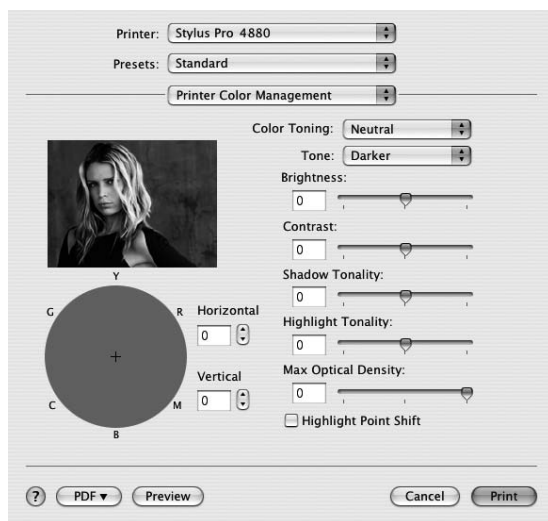 Printer: Stylus Pro 4880
Presets: Standard
Printer Color Management
Color Toning: Neutral
Tone: Darker
Brightness:
0
Contrast:
0
Shadow Tonality:
0
Highlight Tonality:
0
Max Optical Density:
0
Highlight Point Shift
Y
G R
C M
B
Horizontal
0
Vertical
0
? PDF▼ Preview Cancel Print